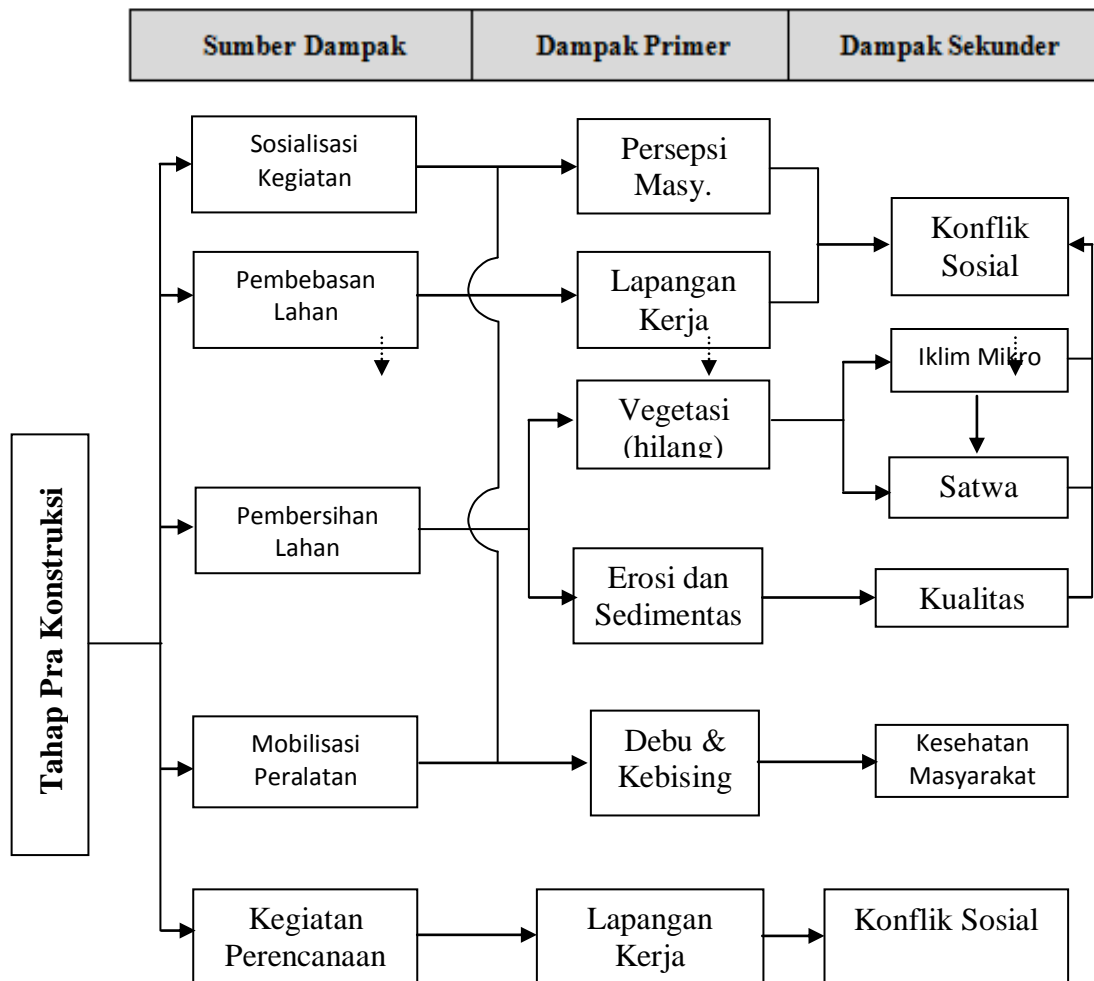 Sumber Dampak
Dampak Primer
Dampak Sekunder
Tahap Pra Konstruksi
Sosialisasi
Kegiatan
Persepsi
Masy.
Konflik
Sosial
Pembebasan
Lahan
Lapangan
Kerja
Iklim Mikro
Vegetasi
(hilang)
Satwa
Pembersihan
Lahan
Erosi dan
Sedimentas
Kualitas
Mobilisasi
Peralatan
Debu &
Kebising
Kesehatan
Masyarakat
Kegiatan
Perencanaan
Lapangan
Kerja
Konflik Sosial